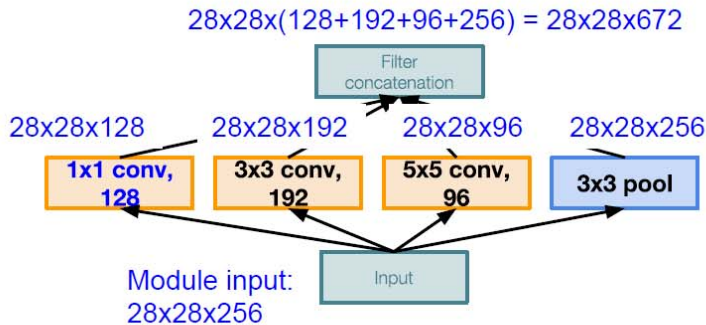 28x28x(128+192+96+256) = 28x28x672
Filter
concatenation
28x28x128
28x28x192
28x28x96
28x28x256
1x1 conv,
128
3x3 conv,
192
5x5 conv,
96
3x3 pool
Module input:
28x28x256
Input